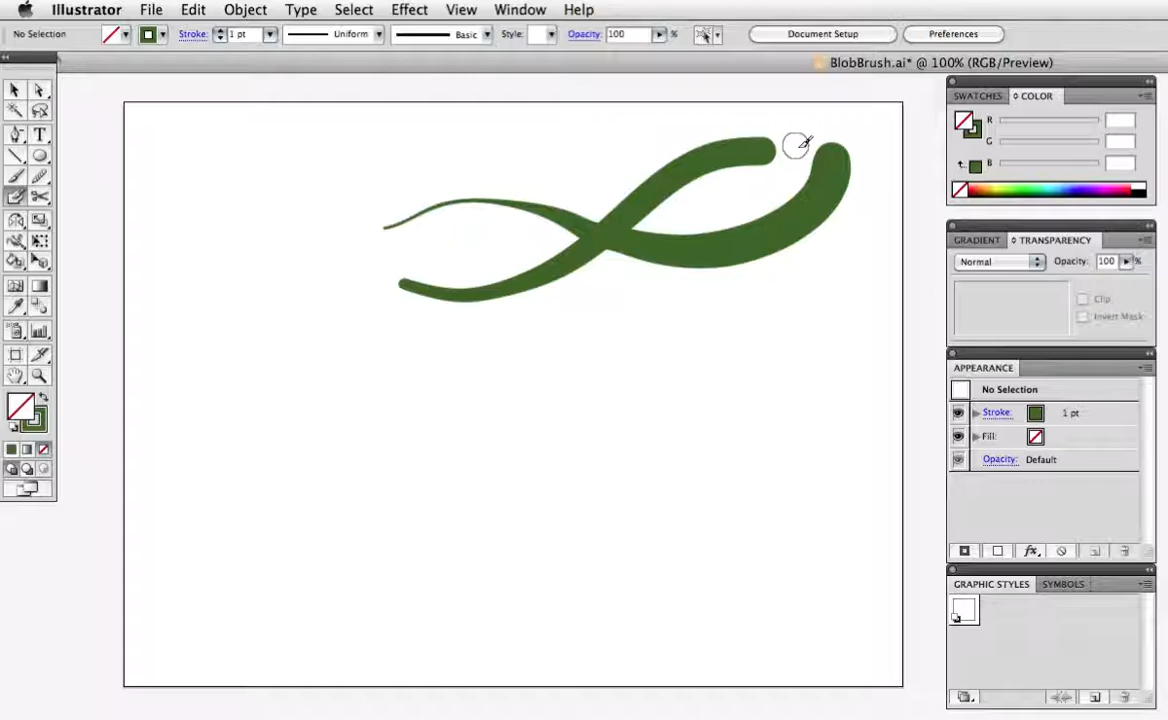 Illustrator File Edit Object Type Select Effect View Window Help
No Selection Stroke: 1 pt Uniform Basic Style: Opacity: 100 % Document Setup Preferences
BlobBrush.ai* @ 100% (RGB/Preview)
SWATCHES COLOR
R
G
B
GRADIENT TRANSPARENCY
Normal Opacity: 100 %
Clip
Invert Mask
APPEARANCE
No Selection
Stroke: 1 pt
Fill:
Opacity: Default
GRAPHIC STYLES SYMBOLS